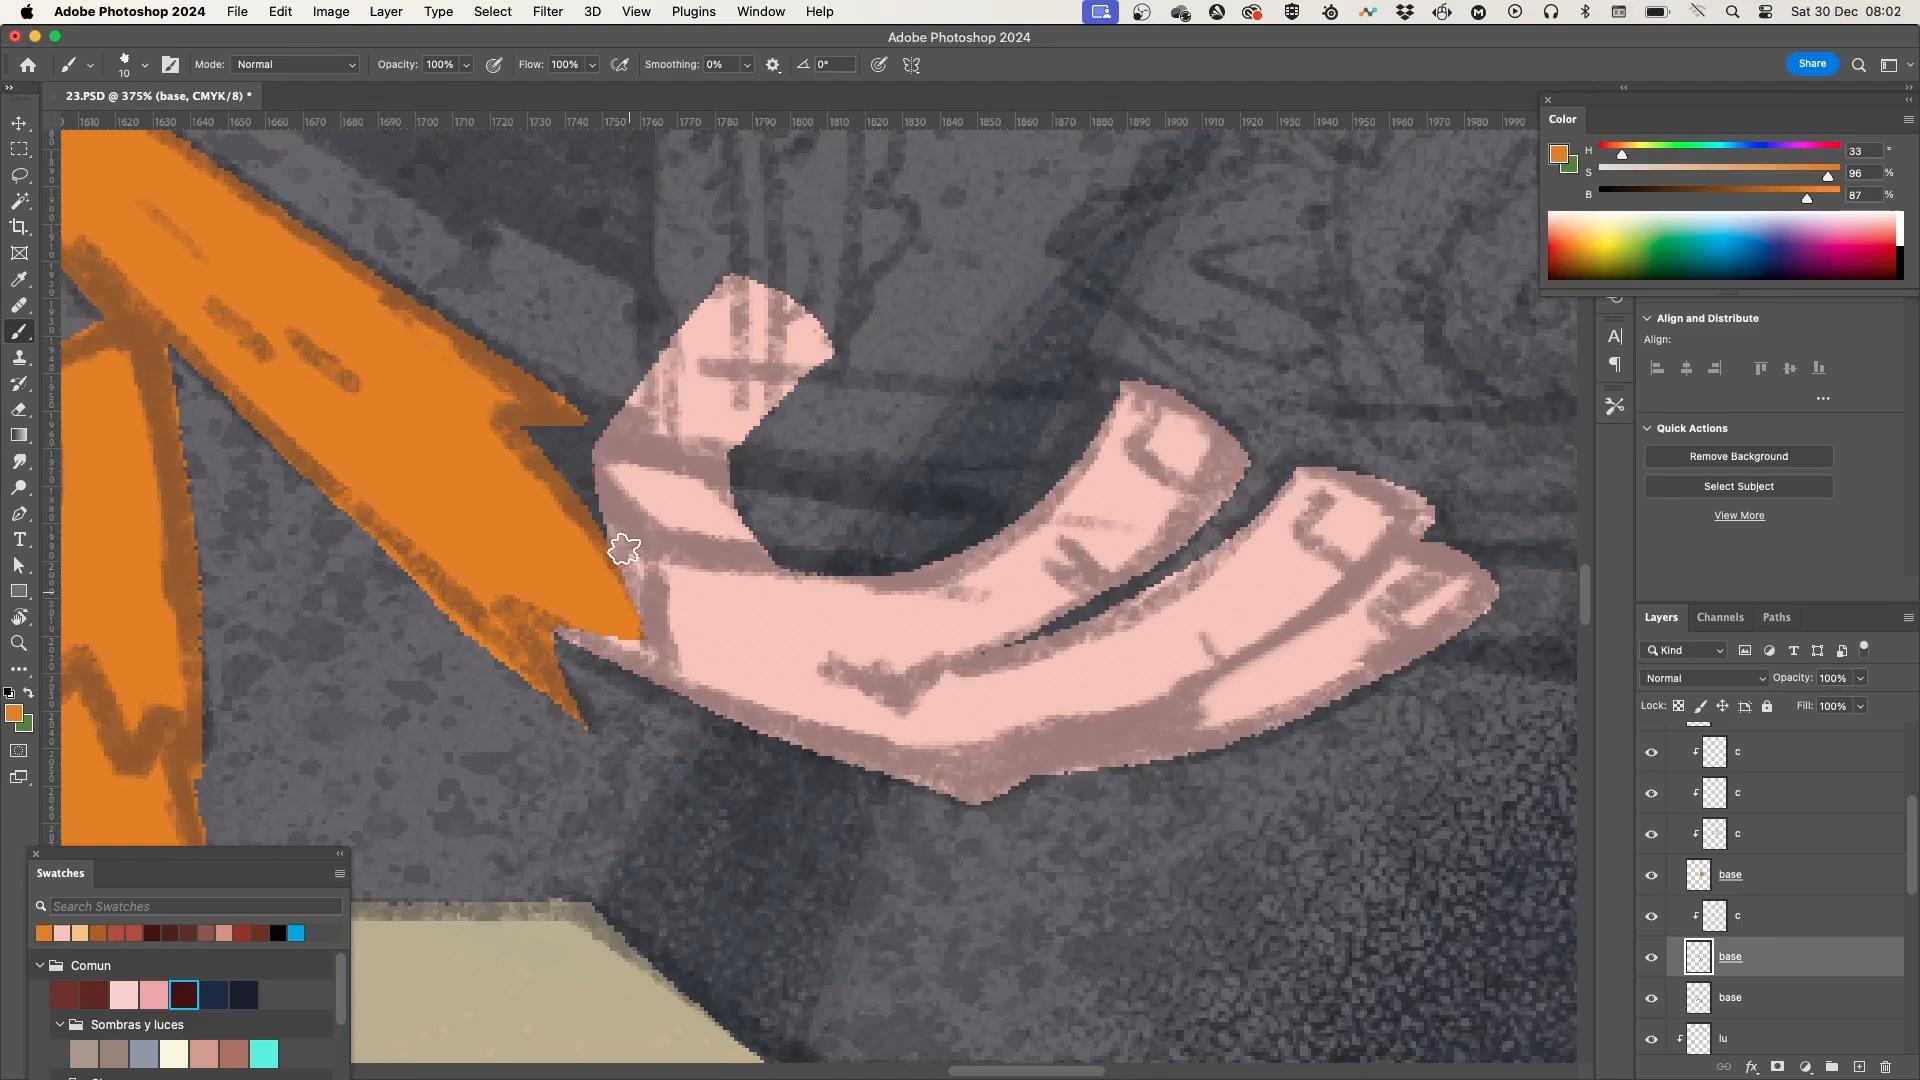 Adobe Photoshop 2024 File Edit Image Layer Type Select Filter 3D View Plugins Window Help Sat 30 Dec 08:02
Adobe Photoshop 2024
10 Mode: Normal Opacity: 100% Flow: 100% Smoothing: 0% 0° Share
23.PSD @ 375% (base, CMYK/8) *
1610 1620 1630 1640 1650 1660 1670 1680 1690 1700 1710 1720 1730 1740 1750 1760 1770 1780 1790 1800 1810 1820 1830 1840 1850 1860 1870 1880 1890 1900 1910 1920 1930 1940 1950 1960 1970 1980 1990
Color
H 33 °
S 96 %
B 87 %
Align and Distribute
Align:
Quick Actions
Remove Background
Select Subject
View More
Layers Channels Paths
Kind
Normal Opacity: 100%
Lock: Fill: 100%
c
c
c
base
c
base
base
lu
Swatches
Search Swatches
Comun
Sombras y luces